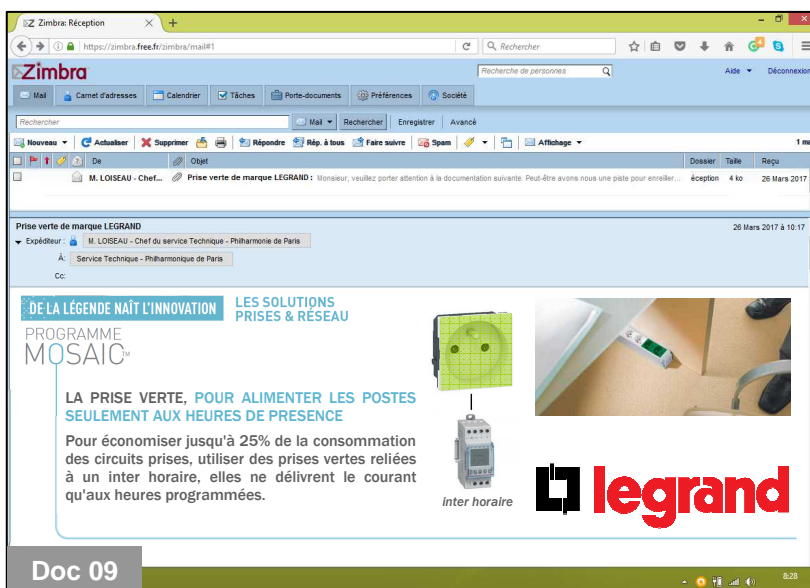 Zimbra: Réception
https://zimbra.free.fr/zimbra/mail#1
Rechercher
Zimbra
Recherche de personnes
Aide
Déconnexion
Mail
Carnet d'adresses
Calendrier
Tâches
Porte-documents
Préférences
Société
Rechercher
Mail
Rechercher
Enregistrer
Avancé
Nouveau
Actualiser
Supprimer
Répondre
Rép. à tous
Faire suivre
Spam
Affichage
De
Objet
Dossier
Taille
Reçu
M. LOISEAU - Chef...
Prise verte de marque LEGRAND : Monsieur, veuillez porter attention à la documentation suivante. Peut-être avons nous une piste pour enreiller...
éception
4 ko
26 Mars 2017
Prise verte de marque LEGRAND
26 Mars 2017 à 10:17
Expéditeur : M. LOISEAU - Chef du service Technique - Philharmonie de Paris
À: Service Technique - Philharmonique de Paris
Cc:
DE LA LÉGENDE NAÎT L'INNOVATION
LES SOLUTIONS
PRISES & RÉSEAU
PROGRAMME
MOSAIC™
LA PRISE VERTE, POUR ALIMENTER LES POSTES
SEULEMENT AUX HEURES DE PRESENCE
Pour économiser jusqu'à 25% de la consommation
des circuits prises, utiliser des prises vertes reliées
à un inter horaire, elles ne délivrent le courant
qu'aux heures programmées.
inter horaire
legrand
Doc 09
8:28